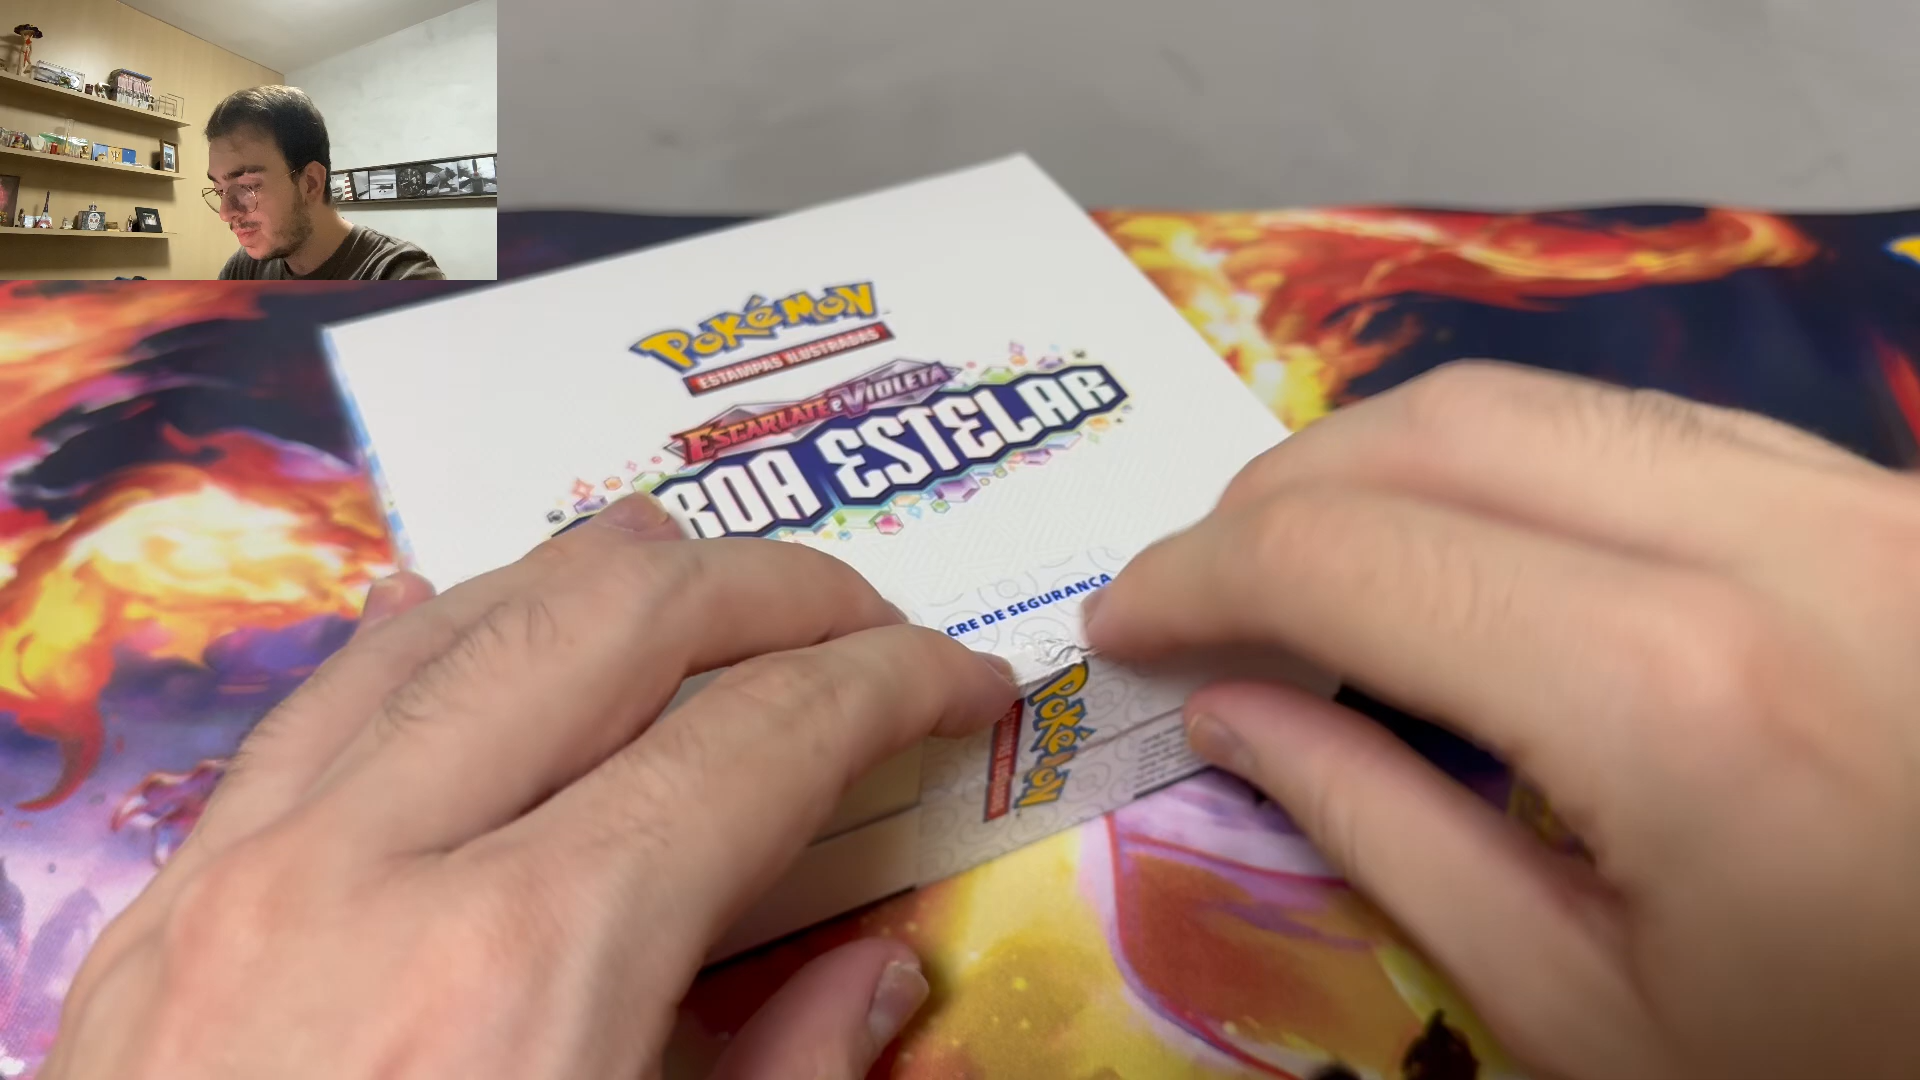 POKÉMON
ESTAMPAS ILUSTRADAS
ESCARLATE E VIOLETA
ROA ESTELAR
CRE DE SEGURANÇA
POKÉMON